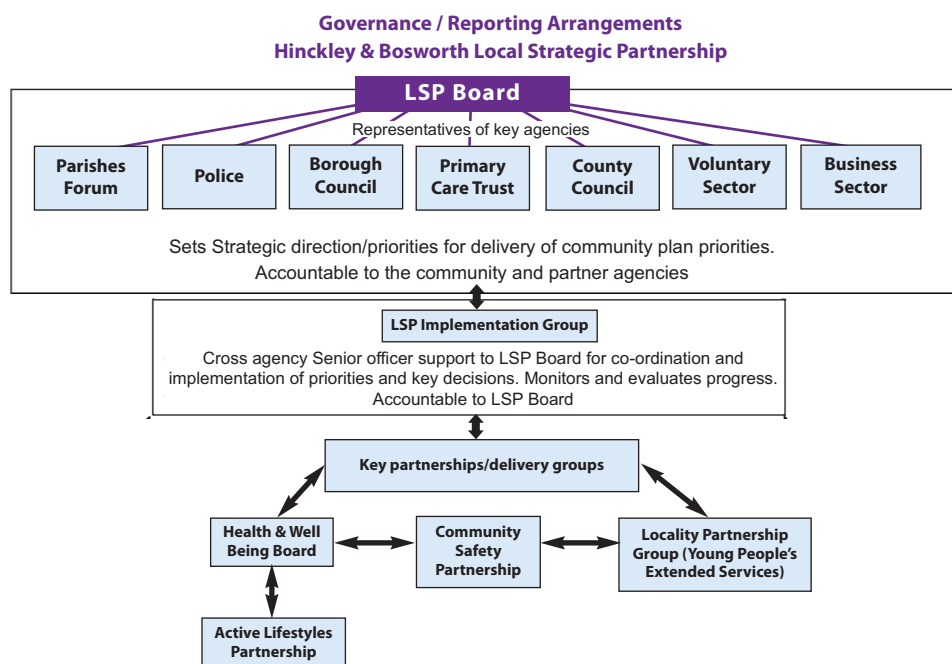 Governance / Reporting Arrangements
Hinckley & Bosworth Local Strategic Partnership
LSP Board
Representatives of key agencies
Parishes
Forum
Police
Borough
Council
Primary
Care Trust
County
Council
Voluntary
Sector
Business
Sector
Sets Strategic direction/priorities for delivery of community plan priorities.
Accountable to the community and partner agencies
LSP Implementation Group
Cross agency Senior officer support to LSP Board for co-ordination and
implementation of priorities and key decisions. Monitors and evaluates progress.
Accountable to LSP Board
Key partnerships/delivery groups
Health & Well
Being Board
Community
Safety
Partnership
Locality Partnership
Group (Young People's
Extended Services)
Active Lifestyles
Partnership